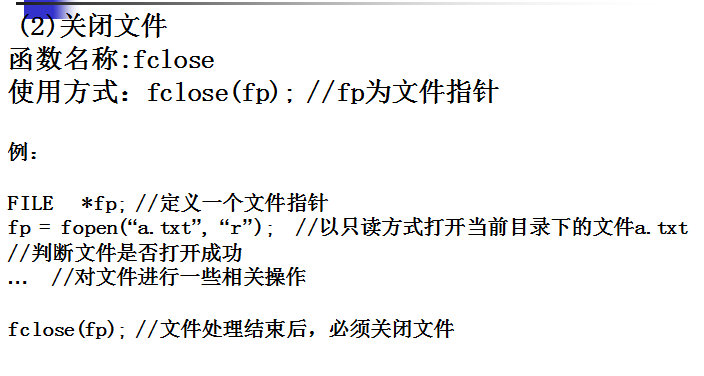 (2)关闭文件
函数名称:fclose
使用方式：fclose(fp); //fp为文件指针
例：
FILE *fp; //定义一个文件指针
fp = fopen(“a.txt”, “r”); //以只读方式打开当前目录下的文件a.txt
//判断文件是否打开成功
… //对文件进行一些相关操作
fclose(fp); //文件处理结束后，必须关闭文件